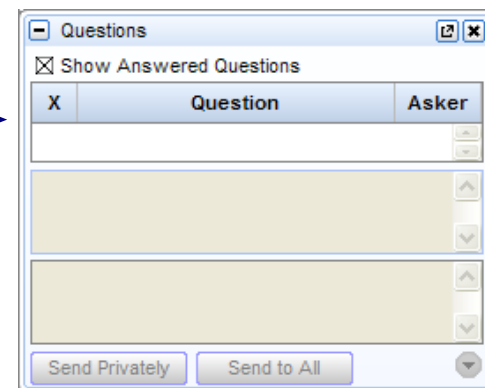 Questions
Show Answered Questions
X Question Asker
Send Privately Send to All